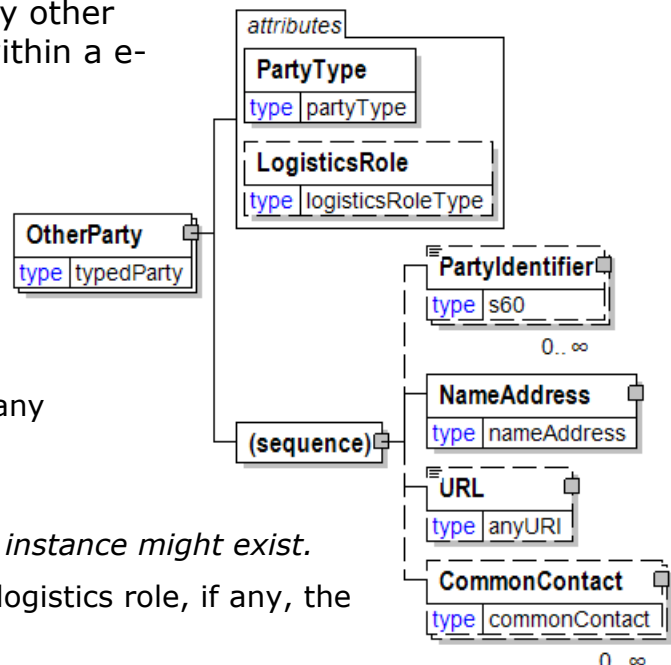 y other
ithin a e-
attributes
PartyType
type partyType
LogisticsRole
type logisticsRoleType
OtherParty
type typedParty
PartyIdentifier
type s60
0.. ∞
any
NameAddress
type nameAddress
(sequence)
URL
type anyURI
instance might exist.
logistics role, if any, the
CommonContact
type commonContact
0.. ∞